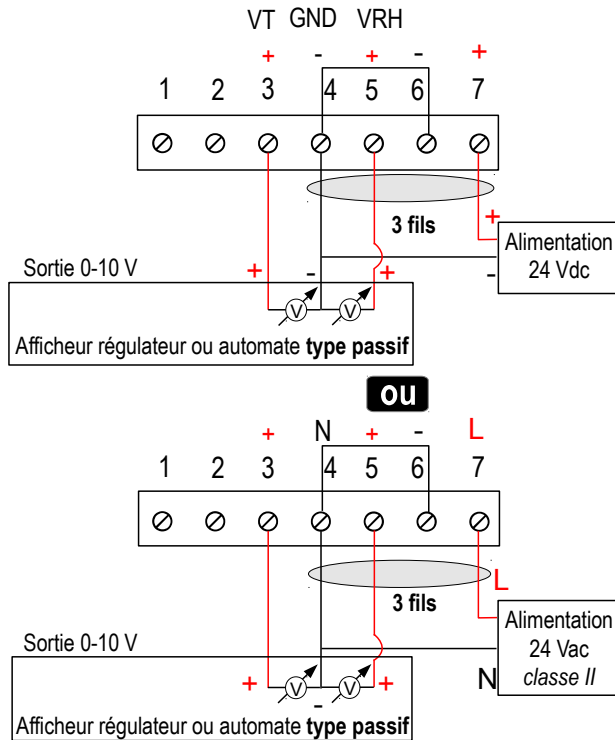 VT GND VRH
+ - + - +
1 2 3 4 5 6 7
3 fils
+
Alimentation
24 Vdc
-
Sortie 0-10 V
+ - +
V V
Afficheur régulateur ou automate type passif
ou
+ N + - L
1 2 3 4 5 6 7
L
3 fils
Alimentation
24 Vac
classe II
N
Sortie 0-10 V
+ V V +
-
Afficheur régulateur ou automate type passif